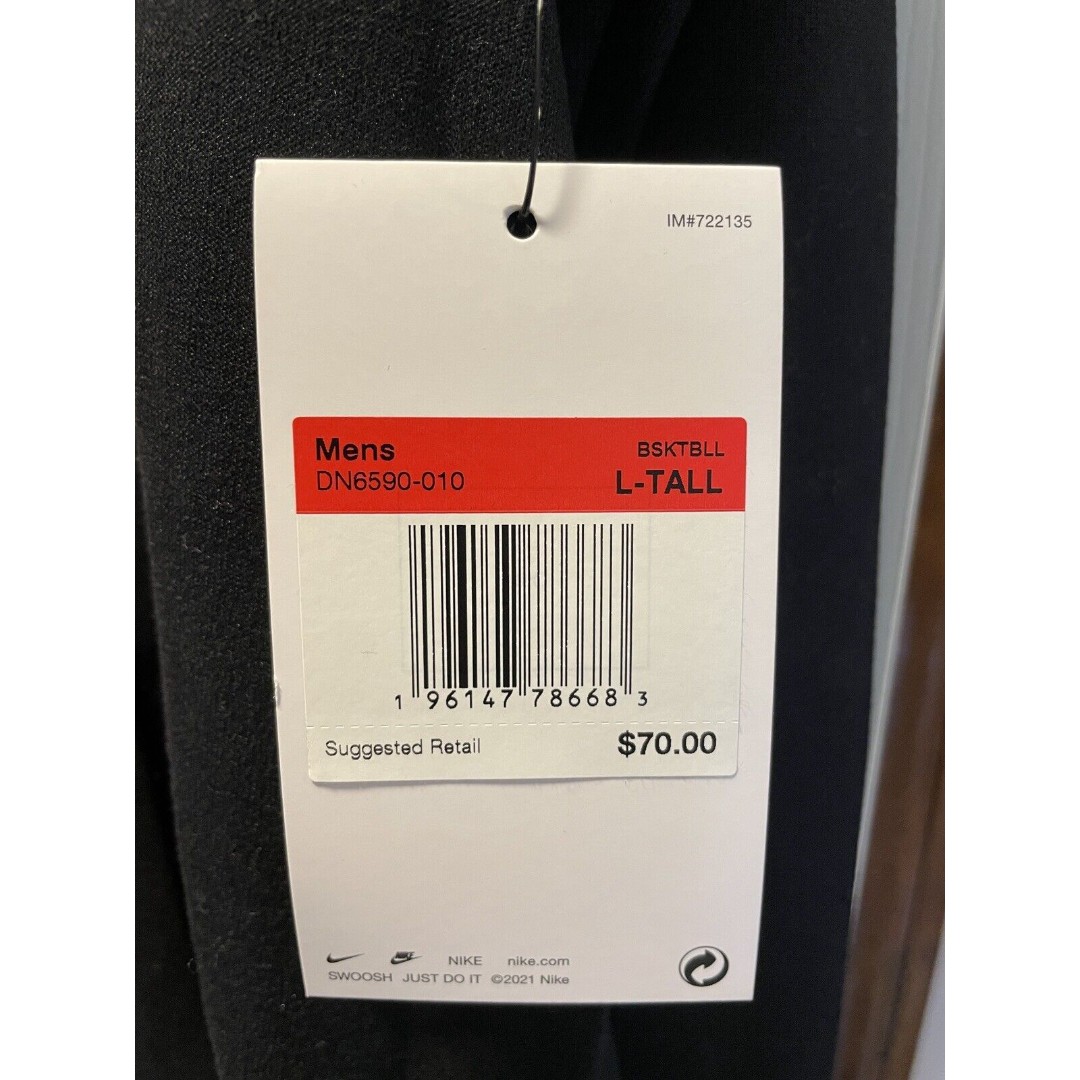 IM#722135
Mens BSKTBLL
DN6590-010 L-TALL
1 96147 78668 3
Suggested Retail $70.00
NIKE nike.com
SWOOSH JUST DO IT ©2021 Nike